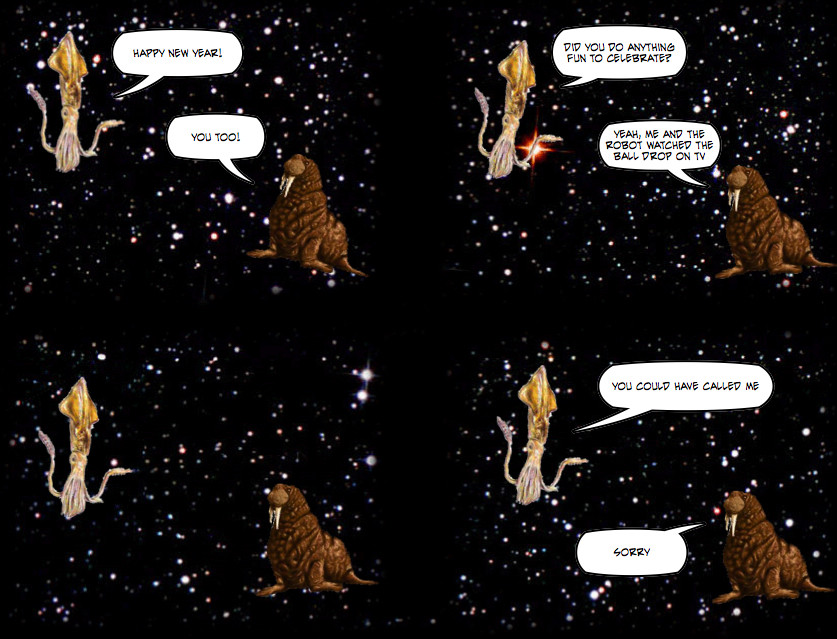 HAPPY NEW YEAR!
YOU TOO!
DID YOU DO ANYTHING
FUN TO CELEBRATE?
YEAH, ME AND THE
ROBOT WATCHED THE
BALL DROP ON TV
YOU COULD HAVE CALLED ME
SORRY